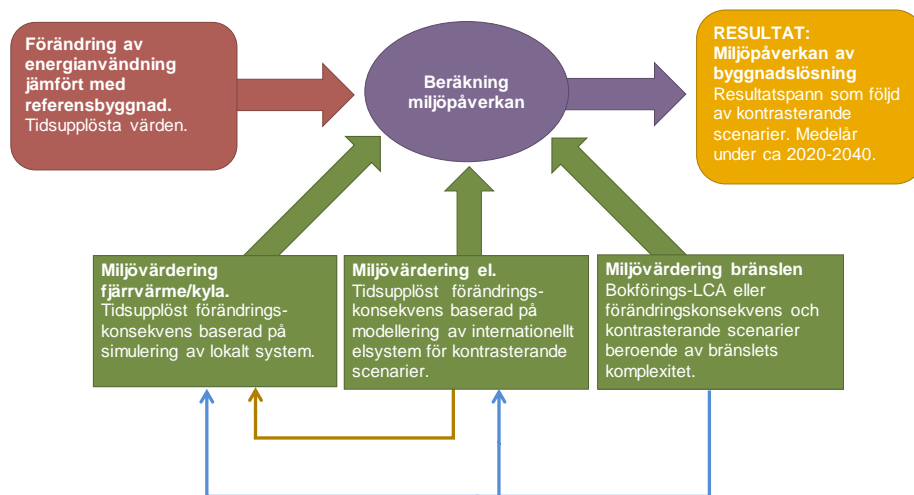 Förändring av
energianvändning
jämfört med
referensbyggnad.
Tidsupplösta värden.
Beräkning
miljöpåverkan
RESULTAT:
Miljöpåverkan av
byggnadslösning
Resultatspann som följd
av kontrasterande
scenarier. Medelår
under ca 2020-2040.
Miljövärdering
fjärrvärme/kyla.
Tidsupplöst förändrings-
konsekvens baserad på
simulering av lokalt system.
Miljövärdering el.
Tidsupplöst förändrings-
konsekvens baserad på
modellering av internationellt
elsystem för kontrasterande
scenarier.
Miljövärdering bränslen
Bokförings-LCA eller
förändringskonsekvens och
kontrasterande scenarier
beroende av bränslets
komplexitet.